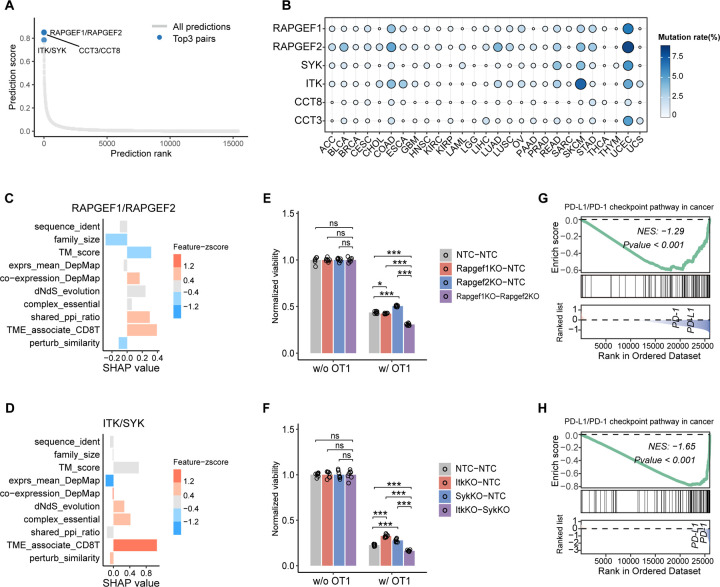 A
RAPGEF1/RAPGEF2
ITK/SYK
CCT3/CCT8
All predictions
Top3 pairs
Prediction score
0.8
0.6
0.4
0.2
0.0
0
5000
10000
15000
Prediction rank
B
RAPGEF1
RAPGEF2
SYK
ITK
CCT8
CCT3
ACC
BLCA
BRCA
CESC
CHOL
COAD
ESCA
GBM
HNSC
KIRC
KIRP
LAML
LGG
LIHC
LUAD
LUSC
OV
PAAD
PRAD
READ
SARC
SKCM
STAD
THCA
THYM
UCEC
UCS
Mutation rate(%)
7.5
5.0
2.5
0.0
C
RAPGEF1/RAPGEF2
sequence_ident
family_size
TM_score
exprs_mean_DepMap
co-expression_DepMap
dNdS_evolution
complex_essential
shared_ppi_ratio
TME_associate_CD8T
perturb_similarity
−0.2
0.0
0.2
0.4
SHAP value
Feature-zscore
1.2
0.4
−0.4
−1.2
D
ITK/SYK
sequence_ident
family_size
TM_score
exprs_mean_DepMap
co-expression_DepMap
dNdS_evolution
complex_essential
shared_ppi_ratio
TME_associate_CD8T
perturb_similarity
0.0
0.4
0.8
SHAP value
Feature-zscore
1.2
0.4
−0.4
−1.2
E
Normalized viability
1.5
1.0
0.5
0.0
ns
ns
ns
***
***
***
*
***
w/o OT1
w/ OT1
NTC−NTC
Rapgef1KO−NTC
Rapgef2KO−NTC
Rapgef1KO−Rapgef2KO
F
Normalized viability
1.5
1.0
0.5
0.0
ns
ns
ns
***
***
***
***
***
w/o OT1
w/ OT1
NTC−NTC
ItkKO−NTC
SykKO−NTC
ItkKO−SykKO
G
PD-L1/PD-1 checkpoint pathway in cancer
Enrich score
0.0
−0.2
−0.4
−0.6
NES: −1.29
Pvalue < 0.001
Ranked list
0
−1
PD-1
PD-L1
0
5000
10000
15000
20000
25000
Rank in Ordered Dataset
H
PD-L1/PD-1 checkpoint pathway in cancer
Enrich score
0.0
−0.2
−0.4
−0.6
−0.8
NES: −1.65
Pvalue < 0.001
Ranked list
0
−1
−2
−3
PD-L1
PD-1
0
5000
10000
15000
20000
25000
Rank in Ordered Dataset